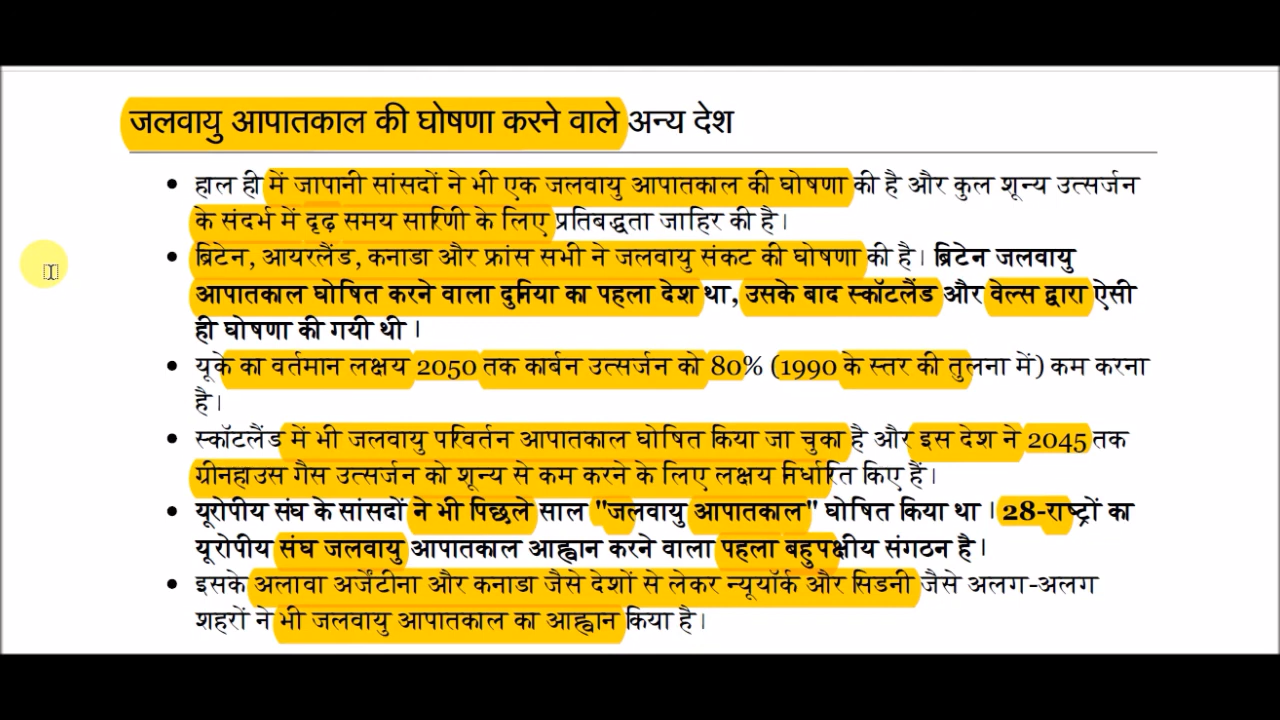 जलवायु आपातकाल की घोषणा करने वाले अन्य देश
• हाल ही में जापानी सांसदों ने भी एक जलवायु आपातकाल की घोषणा की है और कुल शून्य उत्सर्जन
के संदर्भ में दृढ़ समय सारिणी के लिए प्रतिबद्धता जाहिर की है।
• ब्रिटेन, आयरलैंड, कनाडा और फ्रांस सभी ने जलवायु संकट की घोषणा की है। ब्रिटेन जलवायु
आपातकाल घोषित करने वाला दुनिया का पहला देश था, उसके बाद स्कॉटलैंड और वेल्स द्वारा ऐसी
ही घोषणा की गयी थी ।
• यूके का वर्तमान लक्ष्य 2050 तक कार्बन उत्सर्जन को 80% (1990 के स्तर की तुलना में) कम करना
है।
• स्कॉटलैंड में भी जलवायु परिवर्तन आपातकाल घोषित किया जा चुका है और इस देश ने 2045 तक
ग्रीनहाउस गैस उत्सर्जन को शून्य से कम करने के लिए लक्ष्य निर्धारित किए हैं।
• यूरोपीय संघ के सांसदों ने भी पिछले साल "जलवायु आपातकाल" घोषित किया था । 28-राष्ट्रों का
यूरोपीय संघ जलवायु आपातकाल आह्वान करने वाला पहला बहुपक्षीय संगठन है।
• इसके अलावा अर्जेंटीना और कनाडा जैसे देशों से लेकर न्यूयॉर्क और सिडनी जैसे अलग-अलग
शहरों ने भी जलवायु आपातकाल का आह्वान किया है।